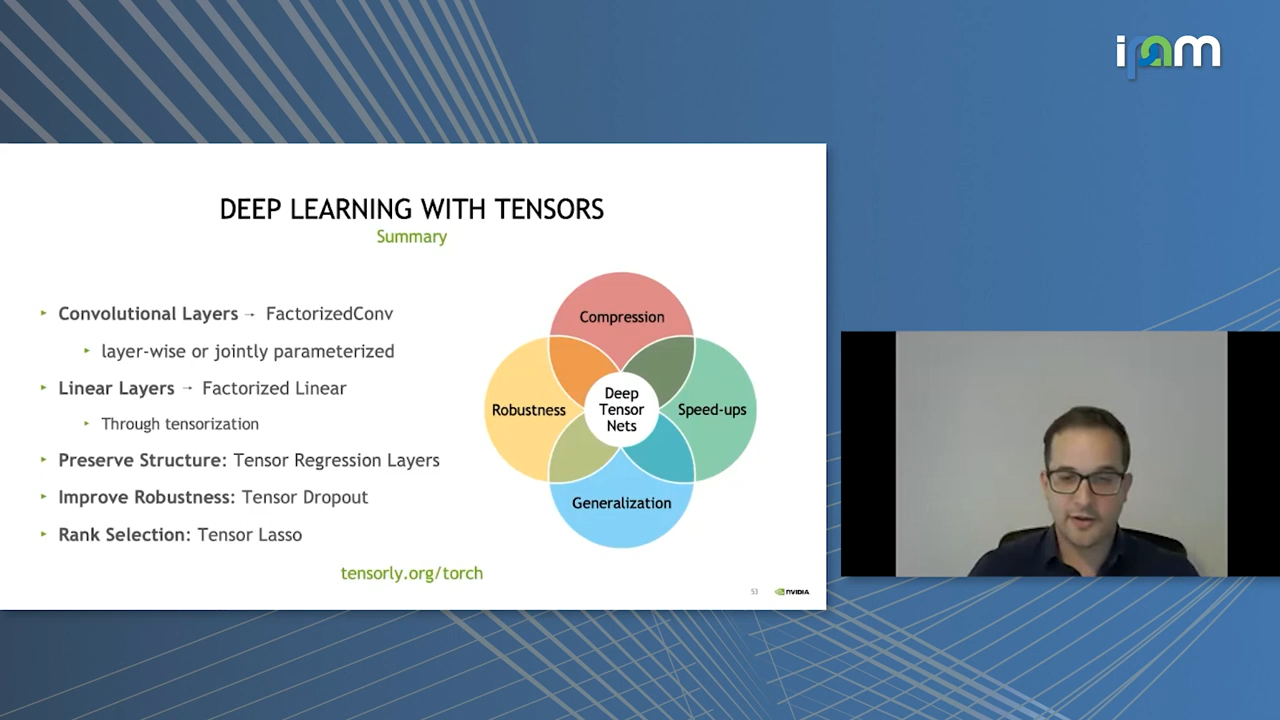 ipam
DEEP LEARNING WITH TENSORS
Summary
▸ Convolutional Layers → FactorizedConv
▸ layer-wise or jointly parameterized
▸ Linear Layers → Factorized Linear
▸ Through tensorization
▸ Preserve Structure: Tensor Regression Layers
▸ Improve Robustness: Tensor Dropout
▸ Rank Selection: Tensor Lasso
Compression
Robustness
Deep
Tensor
Nets
Speed-ups
Generalization
tensorly.org/torch
53
NVIDIA